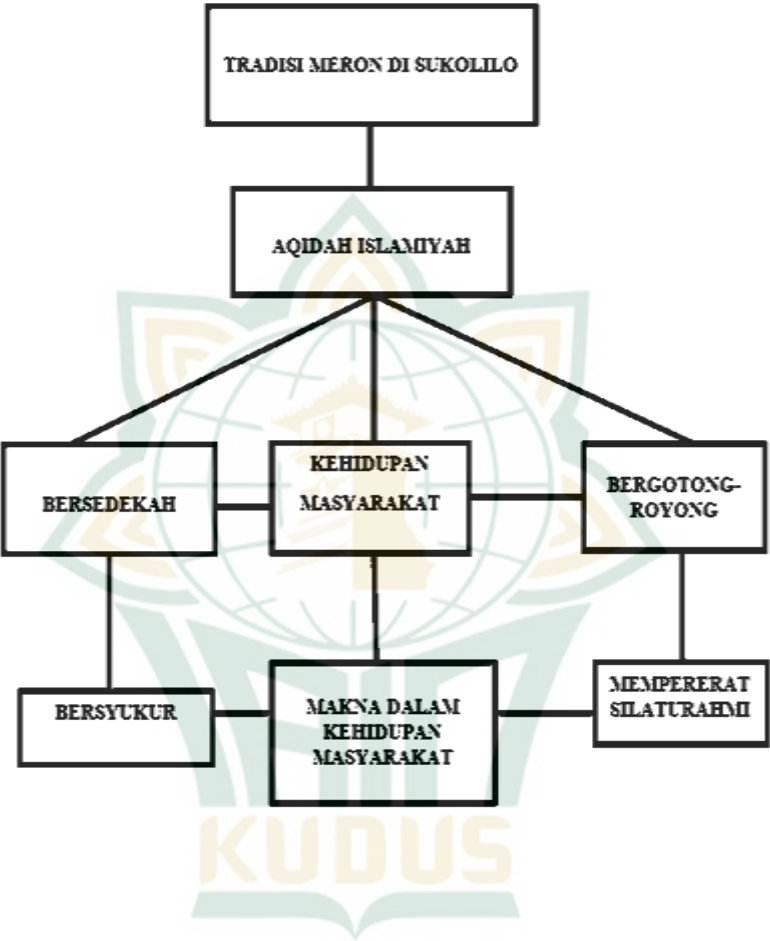 TRADISI MERON DI SUKOLILO
AQIDAH ISLAMIYAH
BERSEDEKAH
KEHIDUPAN
MASYARAKAT
BERGOTONG-
ROYONG
BERSYUKUR
MAKNA DALAM
KEHIDUPAN
MASYARAKAT
MEMPERERAT
SILATURAHMI
KUDUS